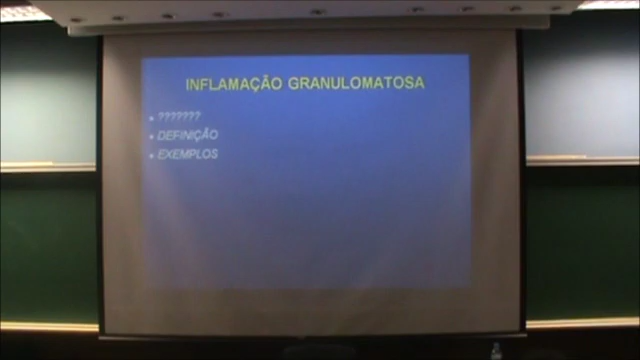 INFLAMAÇÃO GRANULOMATOSA
• ???????
• DEFINIÇÃO
• EXEMPLOS